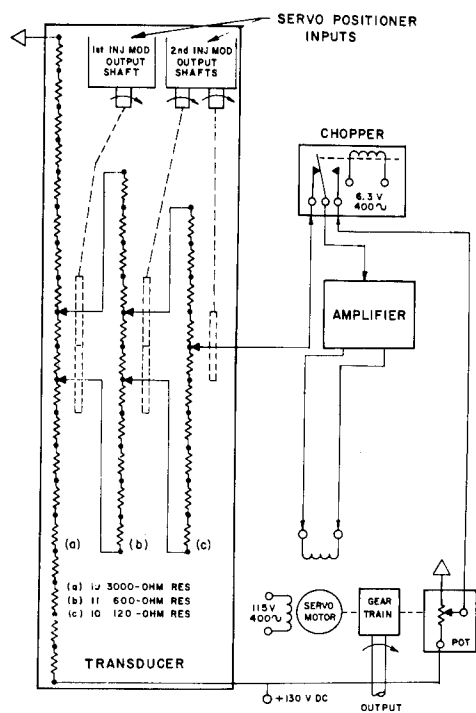 SERVO POSITIONER
INPUTS
1st INJ MOD
OUTPUT
SHAFT
2nd INJ MOD
OUTPUT
SHAFTS
CHOPPER
6.3 V
400~
AMPLIFIER
(a) (b) (c)
(a) 10 3000-OHM RES
(b) 11 600-OHM RES
(c) 10 120-OHM RES
TRANSDUCER
115V
400~
SERVO
MOTOR
GEAR
TRAIN
POT
+130 V DC
OUTPUT